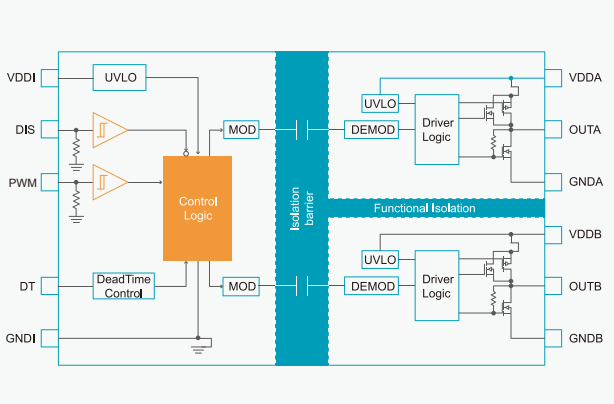 VDDI
UVLO
DIS
PWM
DT
DeadTime
Control
GNDI
Control
Logic
MOD
MOD
Isolation
barrier
UVLO
DEMOD
Driver
Logic
VDDA
OUTA
GNDA
Functional Isolation
UVLO
DEMOD
Driver
Logic
VDDB
OUTB
GNDB